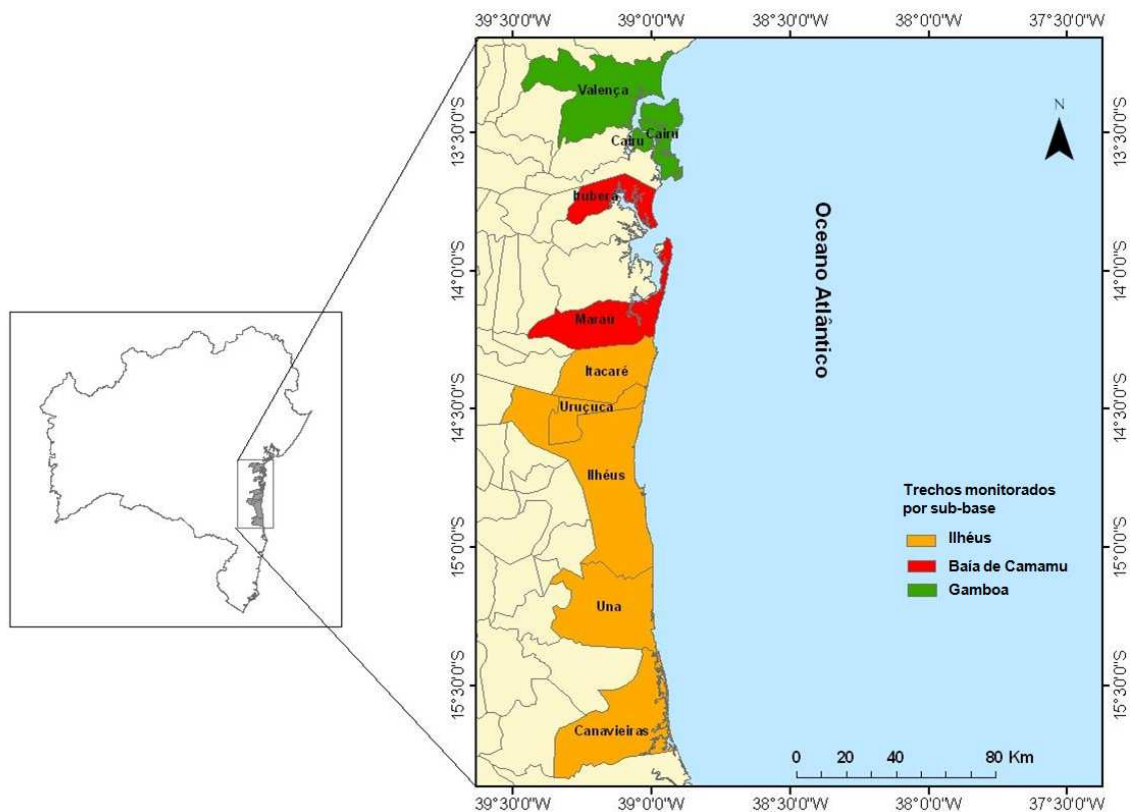 39°30'0"W 39°0'0"W 38°30'0"W 38°0'0"W 37°30'0"W
13°30'0"S
14°0'0"S
14°30'0"S
15°0'0"S
15°30'0"S
Valença
Cairu
Cairu
Ituberá
Marau
Itacaré
Uruçuca
Ilhéus
Una
Canavieiras
Oceano Atlântico
N
Trechos monitorados
por sub-base
Ilhéus
Baía de Camamu
Gamboa
0 20 40 80 Km
13°30'0"S
14°0'0"S
14°30'0"S
15°0'0"S
15°30'0"S
39°30'0"W 39°0'0"W 38°30'0"W 38°0'0"W 37°30'0"W